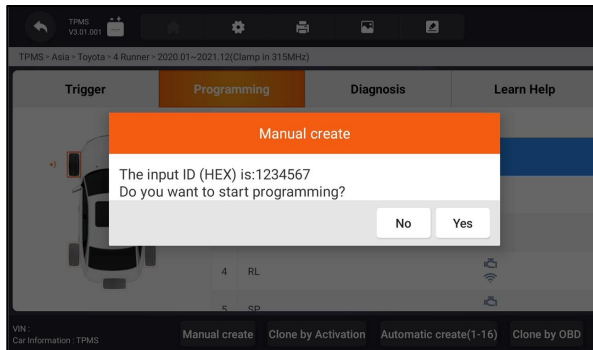 TPMS
V3.01.001
TPMS > Asia > Toyota > 4 Runner > 2020.01~2021.12(Clamp in 315MHz)
Trigger
Programming
Diagnosis
Learn Help
Manual create
The input ID (HEX) is:1234567
Do you want to start programming?
No
Yes
4 RL
5 SP
VIN :
Car Information : TPMS
Manual create
Clone by Activation
Automatic create(1-16)
Clone by OBD